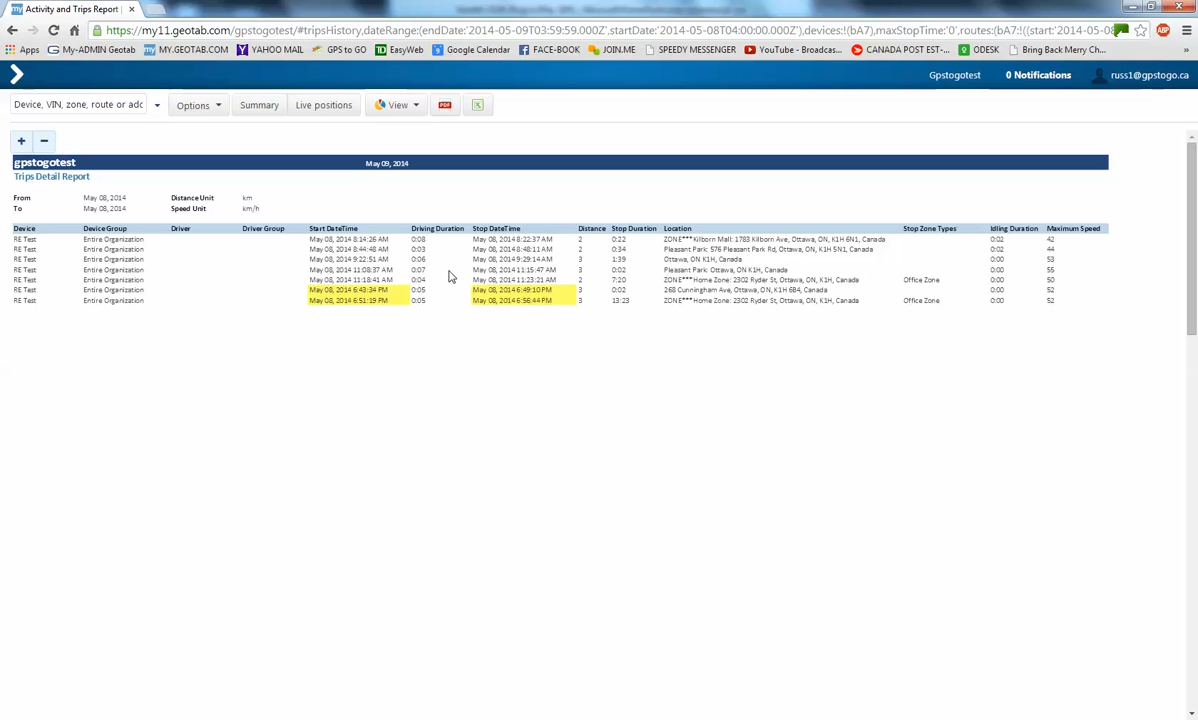 Activity and Trips Report
https://my11.geotab.com/gpstogotest/#tripsHistory,dateRange:(endDate:'2014-05-09T03:59:59.000Z',startDate:'2014-05-08T04:00:00.000Z'),devices:!(bA7),maxStopTime:'0',routes:(bA7:!((start:'2014-05-08
Apps My-ADMIN Geotab MY.GEOTAB.COM YAHOO MAIL GPS to GO EasyWeb Google Calendar FACE-BOOK JOIN.ME SPEEDY MESSENGER YouTube - Broadcas... CANADA POST EST-... ODESK Bring Back Merry Ch... »
Gpstogotest 0 Notifications russ1@gpstogo.ca
Device, VIN, zone, route or adc Options Summary Live positions View PDF
+ −
gpstogotest May 09, 2014
Trips Detail Report
From May 08, 2014 Distance Unit km
To May 08, 2014 Speed Unit km/h
Device Device Group Driver Driver Group Start DateTime Driving Duration Stop DateTime Distance Stop Duration Location Stop Zone Types Idling Duration Maximum Speed
RE Test Entire Organization May 08, 2014 8:14:26 AM 0:08 May 08, 2014 8:22:37 AM 2 0:22 ZONE***Kilborn Mall: 1783 Kilborn Ave, Ottawa, ON, K1H 6N1, Canada 0:02 42
RE Test Entire Organization May 08, 2014 8:44:48 AM 0:03 May 08, 2014 8:48:11 AM 2 0:34 Pleasant Park: 576 Pleasant Park Rd, Ottawa, ON, K1H 5N1, Canada 0:02 44
RE Test Entire Organization May 08, 2014 9:22:51 AM 0:06 May 08, 2014 9:29:14 AM 3 1:39 Ottawa, ON, K1H, Canada 0:00 53
RE Test Entire Organization May 08, 2014 11:08:37 AM 0:07 May 08, 2014 11:15:47 AM 3 0:02 Pleasant Park: Ottawa, ON, K1H, Canada 0:00 55
RE Test Entire Organization May 08, 2014 11:18:41 AM 0:04 May 08, 2014 11:23:21 AM 2 7:20 ZONE***Home Zone: 2302 Ryder St, Ottawa, ON, K1H, Canada Office Zone 0:00 50
RE Test Entire Organization May 08, 2014 6:43:34 PM 0:05 May 08, 2014 6:49:10 PM 3 0:02 268 Cunningham Ave, Ottawa, ON, K1H 6B4, Canada 0:00 52
RE Test Entire Organization May 08, 2014 6:51:19 PM 0:05 May 08, 2014 6:56:44 PM 3 13:23 ZONE***Home Zone: 2302 Ryder St, Ottawa, ON, K1H, Canada Office Zone 0:00 52